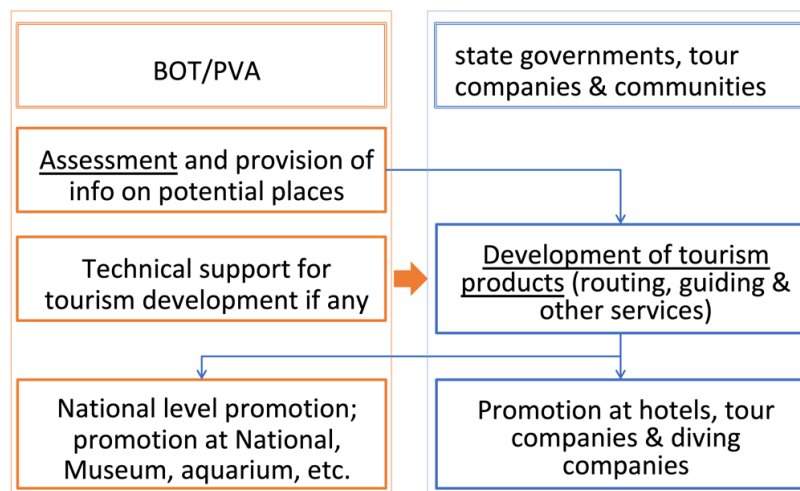 BOT/PVA
state governments, tour
companies & communities
Assessment and provision of
info on potential places
Technical support for
tourism development if any
Development of tourism
products (routing, guiding &
other services)
National level promotion;
promotion at National,
Museum, aquarium, etc.
Promotion at hotels, tour
companies & diving
companies